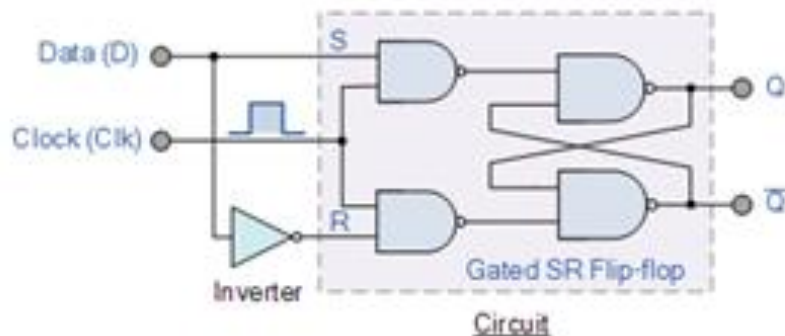 Data (D)
S
Q
Clock (Clk)
R
Q
Gated SR Flip-flop
Inverter
Circuit